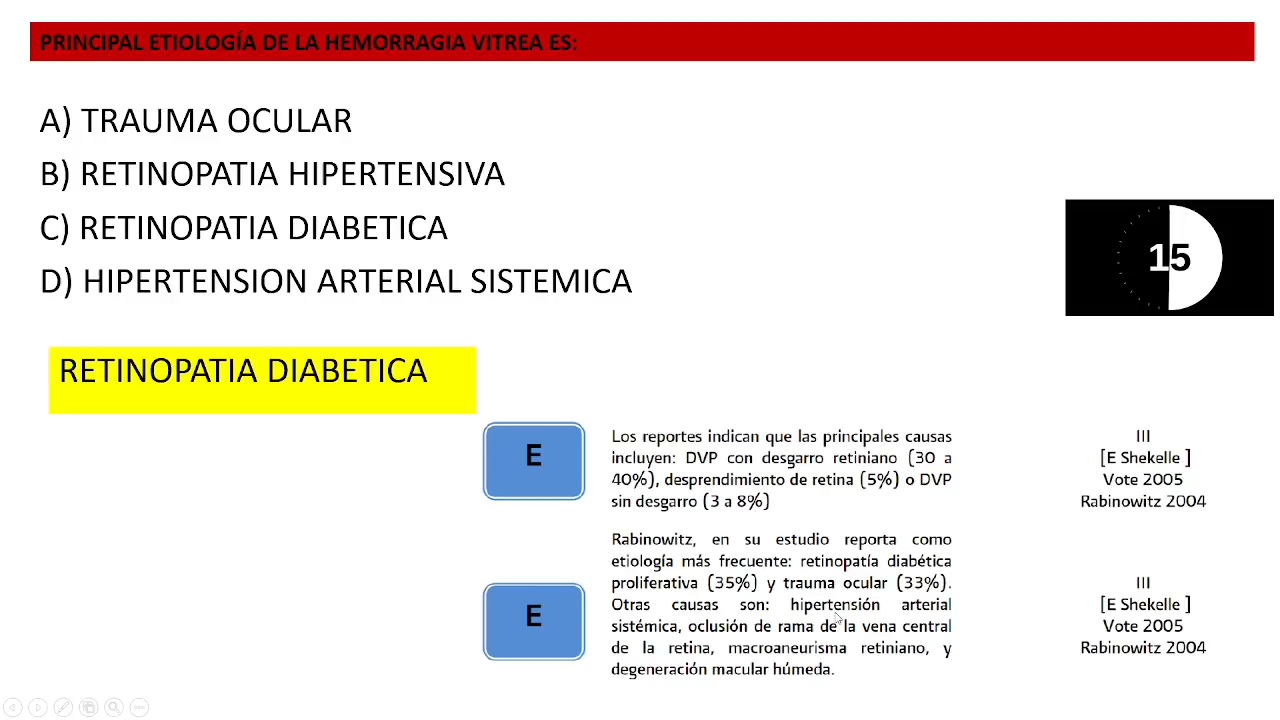 PRINCIPAL ETIOLOGÍA DE LA HEMORRAGIA VITREA ES:
A) TRAUMA OCULAR
B) RETINOPATIA HIPERTENSIVA
C) RETINOPATIA DIABETICA
D) HIPERTENSION ARTERIAL SISTEMICA
15
RETINOPATIA DIABETICA
E
Los reportes indican que las principales causas
incluyen: DVP con desgarro retiniano (30 a
40%), desprendimiento de retina (5%) o DVP
sin desgarro (3 a 8%)
III
[E Shekelle ]
Vote 2005
Rabinowitz 2004
E
Rabinowitz, en su estudio reporta como
etiología más frecuente: retinopatía diabética
proliferativa (35%) y trauma ocular (33%).
Otras causas son: hipertensión arterial
sistémica, oclusión de rama de la vena central
de la retina, macroaneurisma retiniano, y
degeneración macular húmeda.
III
[E Shekelle ]
Vote 2005
Rabinowitz 2004